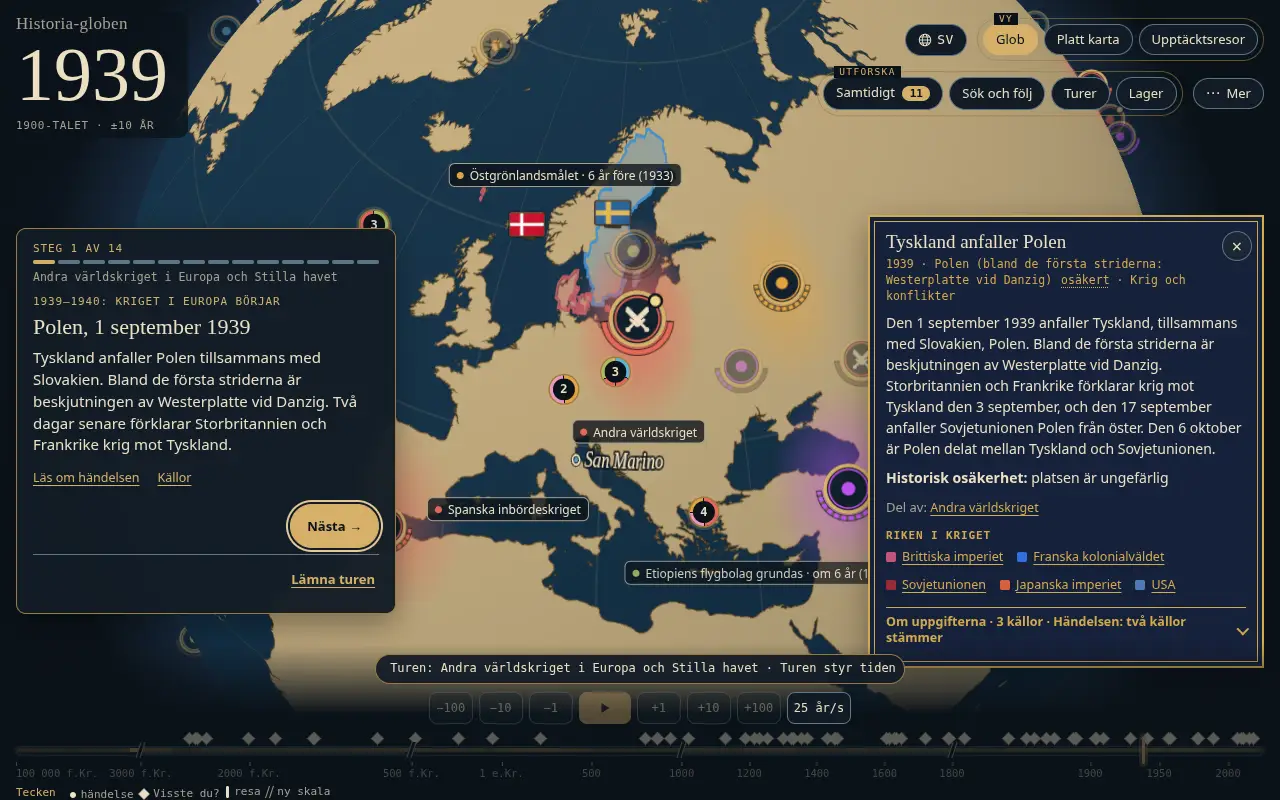 Historia-globen
1939
1900-TALET · ±10 ÅR
SV
VY
Glob
Platt karta
Upptäcktsresor
UTFORSKA
Samtidigt 11
Sök och följ
Turer
Lager
··· Mer
Östgrönlandsmålet · 6 år före (1933)
3
STEG 1 AV 14
Andra världskriget i Europa och Stilla havet
1939–1940: KRIGET I EUROPA BÖRJAR
Polen, 1 september 1939
Tyskland anfaller Polen tillsammans med
Slovakien. Bland de första striderna är
beskjutningen av Westerplatte vid Danzig. Två
dagar senare förklarar Storbritannien och
Frankrike krig mot Tyskland.
Läs om händelsen
Källor
Nästa →
Lämna turen
3
2
Andra världskriget
San Marino
Spanska inbördeskriget
4
Etiopiens flygbolag grundas · om 6 år (1
Tyskland anfaller Polen
×
1939 · Polen (bland de första striderna:
Westerplatte vid Danzig) osäkert · Krig och
konflikter
Den 1 september 1939 anfaller Tyskland, tillsammans
med Slovakien, Polen. Bland de första striderna är
beskjutningen av Westerplatte vid Danzig.
Storbritannien och Frankrike förklarar krig mot
Tyskland den 3 september, och den 17 september
anfaller Sovjetunionen Polen från öster. Den 6 oktober
är Polen delat mellan Tyskland och Sovjetunionen.
Historisk osäkerhet: platsen är ungefärlig
Del av: Andra världskriget
RIKEN I KRIGET
Brittiska imperiet
Franska kolonialväldet
Sovjetunionen
Japanska imperiet
USA
Om uppgifterna · 3 källor · Händelsen: två källor
stämmer
Turen: Andra världskriget i Europa och Stilla havet · Turen styr tiden
−100
−10
−1
+1
+10
+100
25 år/s
100 000 f.Kr.
3000 f.Kr.
2000 f.Kr.
500 f.Kr.
1 e.Kr.
500
1000
1200
1400
1600
1800
1900
1950
2000
Tecken
händelse
Visste du?
resa
// ny skala